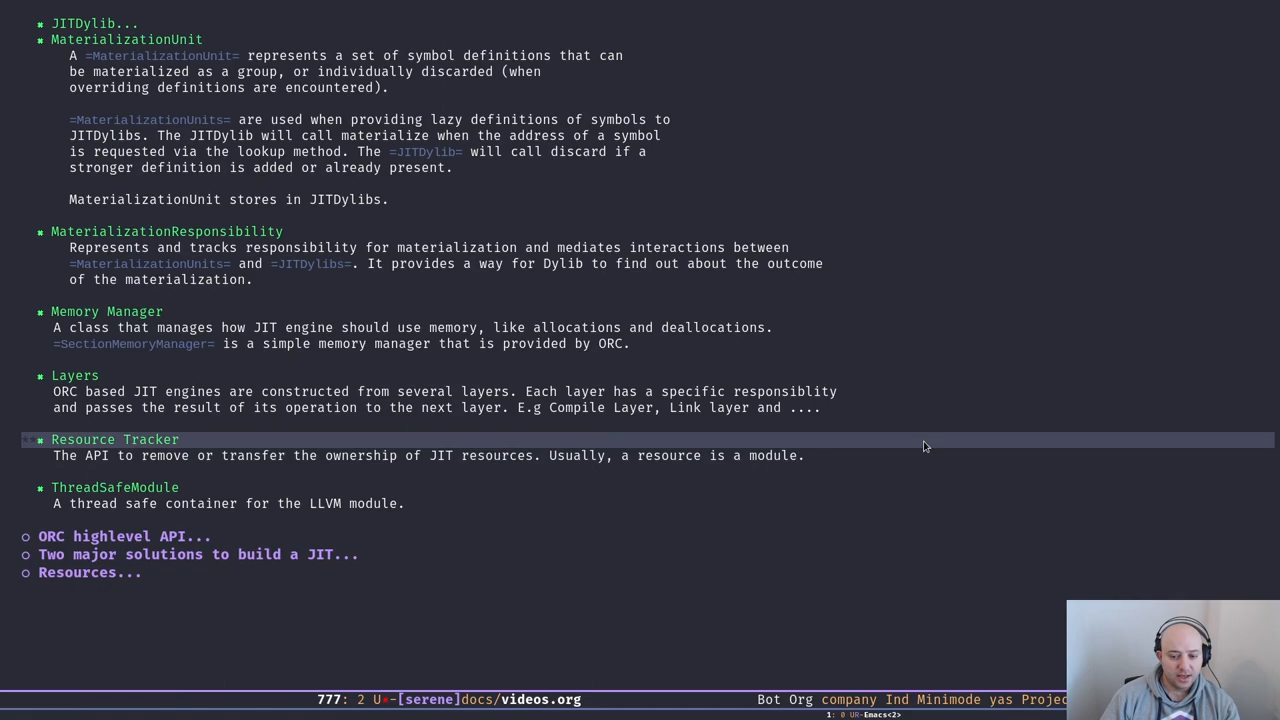 JITDylib...
MaterializationUnit
A =MaterializationUnit= represents a set of symbol definitions that can
be materialized as a group, or individually discarded (when
overriding definitions are encountered).
=MaterializationUnits= are used when providing lazy definitions of symbols to
JITDylibs. The JITDylib will call materialize when the address of a symbol
is requested via the lookup method. The =JITDylib= will call discard if a
stronger definition is added or already present.
MaterializationUnit stores in JITDylibs.
MaterializationResponsibility
Represents and tracks responsibility for materialization and mediates interactions between
=MaterializationUnits= and =JITDylibs=. It provides a way for Dylib to find out about the outcome
of the materialization.
Memory Manager
A class that manages how JIT engine should use memory, like allocations and deallocations.
=SectionMemoryManager= is a simple memory manager that is provided by ORC.
Layers
ORC based JIT engines are constructed from several layers. Each layer has a specific responsiblity
and passes the result of its operation to the next layer. E.g Compile Layer, Link layer and ....
Resource Tracker
The API to remove or transfer the ownership of JIT resources. Usually, a resource is a module.
ThreadSafeModule
A thread safe container for the LLVM module.
ORC highlevel API...
Two major solutions to build a JIT...
Resources...
777: 2 U●-[serene]docs/videos.org Bot Org company Ind Minimode yas Projec
1: 0 UR-Emacs<2>